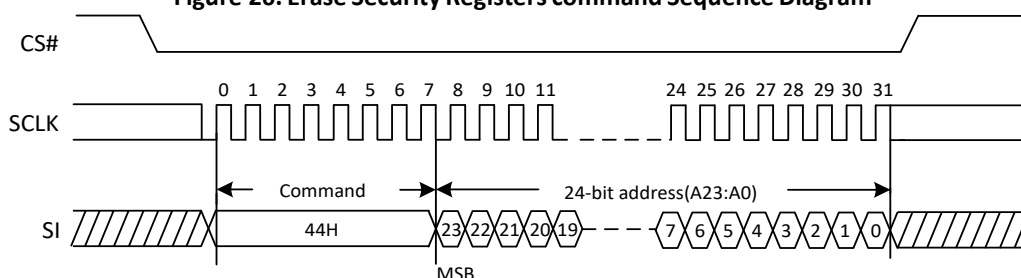 Figure 26. Erase Security Registers command Sequence Diagram
CS#
0 1 2 3 4 5 6 7 8 9 10 11 24 25 26 27 28 29 30 31
SCLK
Command 24-bit address(A23:A0)
SI 44H 23 22 21 20 19 7 6 5 4 3 2 1 0
MSB